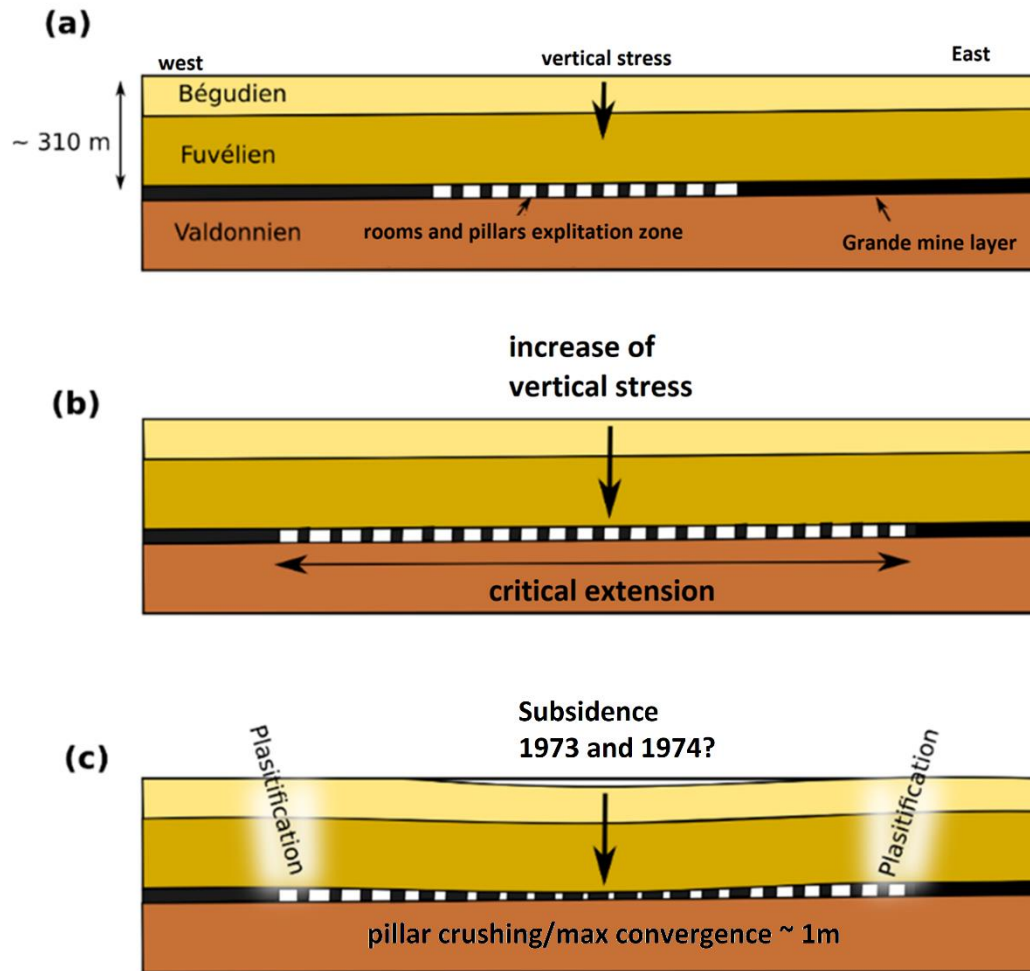 (a)
west
vertical stress
East
Bégudien
~ 310 m
Fuvélien
Valdonnien
rooms and pillars explitation zone
Grande mine layer
increase of
vertical stress
(b)
critical extension
Subsidence
1973 and 1974?
(c)
Plasitification
Plasitification
pillar crushing/max convergence ~ 1m